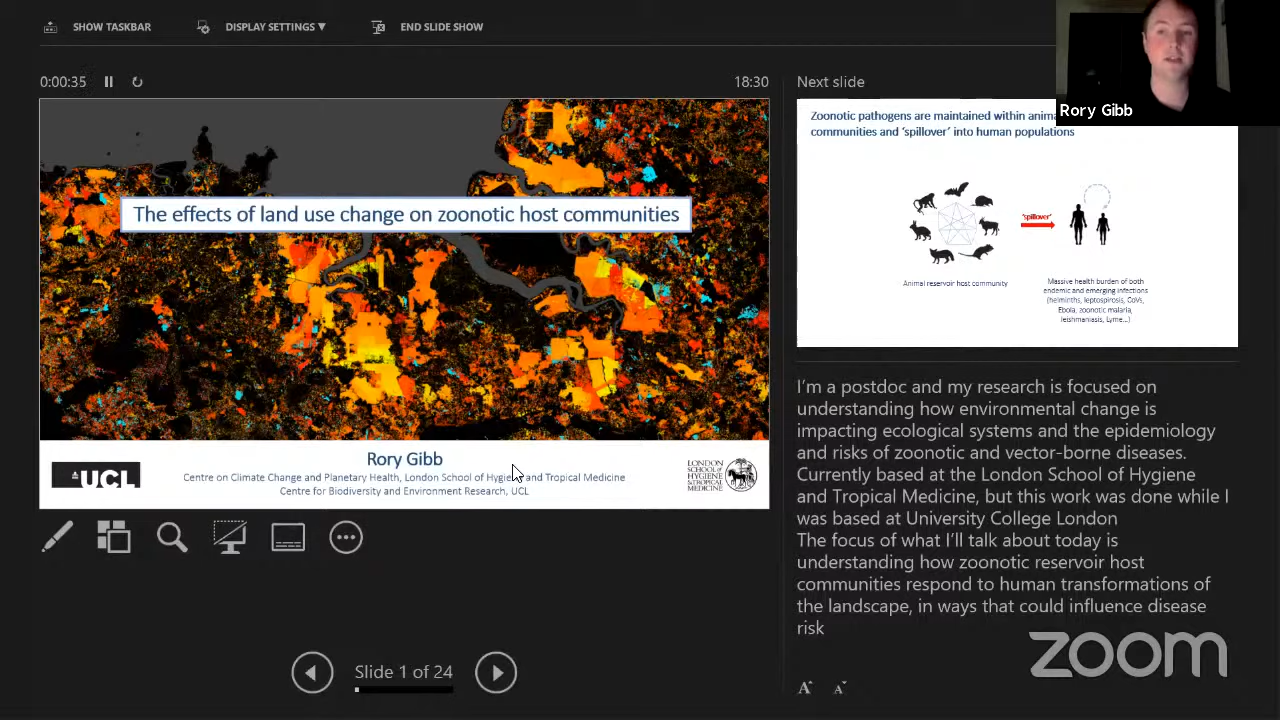 SHOW TASKBAR
DISPLAY SETTINGS ▼
END SLIDE SHOW
Rory Gibb
0:00:35
18:30
Next slide
The effects of land use change on zoonotic host communities
Rory Gibb
Centre on Climate Change and Planetary Health, London School of Hygiene and Tropical Medicine
Centre for Biodiversity and Environment Research, UCL
UCL
LONDON
SCHOOL of
HYGIENE
&TROPICAL
MEDICINE
Zoonotic pathogens are maintained within
communities and ‘spillover’ into human populations
'spillover'
Animal reservoir host community
Massive health burden of both
endemic and emerging infections
(helminths, leptospirosis, CoVs,
Ebola, zoonotic malaria,
leishmaniasis, Lyme...)
I’m a postdoc and my research is focused on
understanding how environmental change is
impacting ecological systems and the epidemiology
and risks of zoonotic and vector-borne diseases.
Currently based at the London School of Hygiene
and Tropical Medicine, but this work was done while I
was based at University College London
The focus of what I’ll talk about today is
understanding how zoonotic reservoir host
communities respond to human transformations of
the landscape, in ways that could influence disease
risk
Slide 1 of 24
A A
zoom